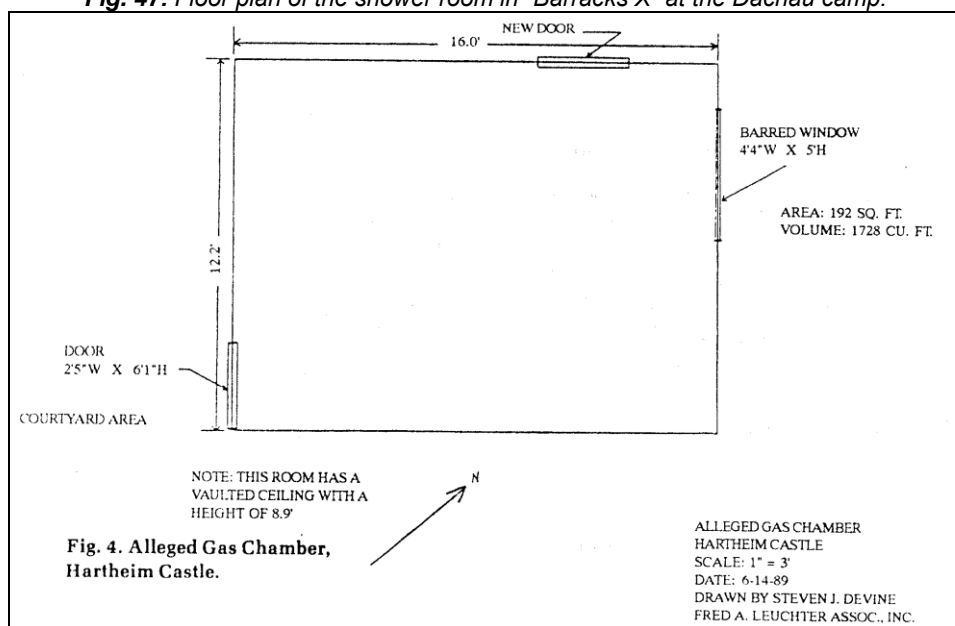 Fig. 47: Floor plan of the shower room in "Barracks X" at the Dachau camp.
NEW DOOR
16.0'
BARRED WINDOW
4'4"W X 5'H
AREA: 192 SQ. FT.
VOLUME: 1728 CU. FT.
12.2'
DOOR
2'5"W X 6'1"H
COURTYARD AREA
NOTE: THIS ROOM HAS A
VAULTED CEILING WITH A
HEIGHT OF 8.9'
N
Fig. 4. Alleged Gas Chamber,
Hartheim Castle.
ALLEGED GAS CHAMBER
HARTHEIM CASTLE
SCALE: 1" = 3'
DATE: 6-14-89
DRAWN BY STEVEN J. DEVINE
FRED A. LEUCHTER ASSOC., INC.